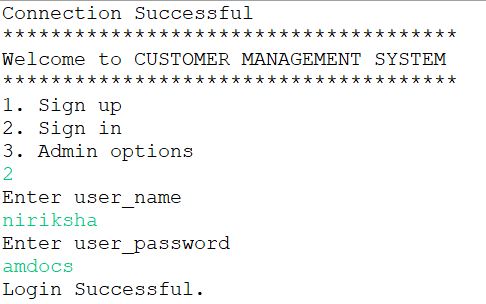 Connection Successful
**************************************
Welcome to CUSTOMER MANAGEMENT SYSTEM
**************************************
1. Sign up
2. Sign in
3. Admin options
2
Enter user_name
niriksha
Enter user_password
amdocs
Login Successful.